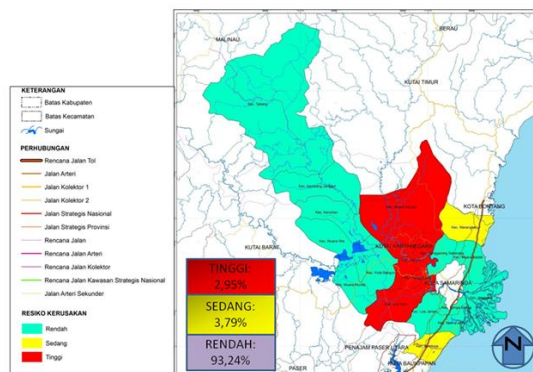 KETERANGAN
Batas Kabupaten
Batas Kecamatan
Sungai
PERHUBUNGAN
Rencana Jalan Tol
Jalan Arteri
Jalan Kolektor 1
Jalan Kolektor 2
Jalan Strategis Nasional
Jalan Strategis Provinsi
Rencana Jalan
Rencana Jalan Arteri
Rencana Jalan Kolektor
Rencana Jalan Kawasan Strategis Nasional
Jalan Arteri Sekunder
RESIKO KERUSAKAN
Rendah
Sedang
Tinggi
MALINAU
BERAU
KUTAI TIMUR
KOTA BONTANG
KUTAI BARAT
KUTAI KARTANEGARA
KOTA SAMARINDA
PENAJAM PASER UTARA
KOTA BALIKPAPAN
PASER
TINGGI:
2,95%
SEDANG:
3,79%
RENDAH:
93,24%
N